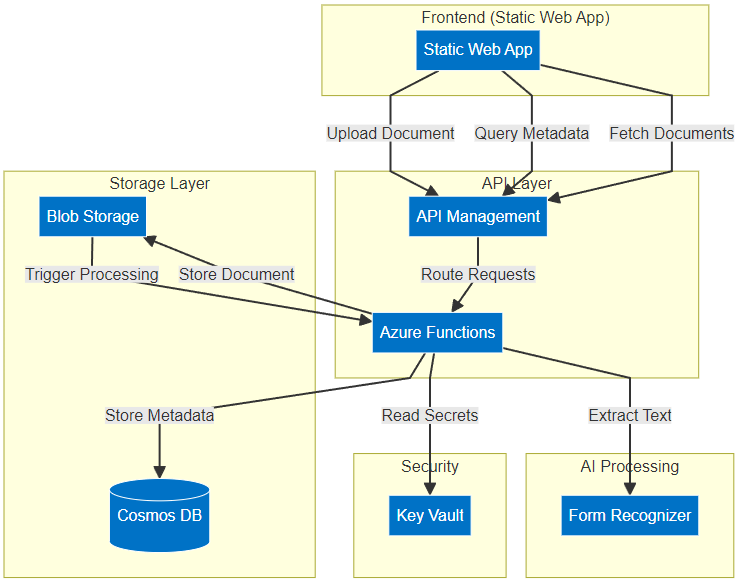 Frontend (Static Web App)
Static Web App
Upload Document
Query Metadata
Fetch Documents
Storage Layer
API Layer
Blob Storage
API Management
Trigger Processing
Store Document
Route Requests
Azure Functions
Store Metadata
Read Secrets
Extract Text
Security
AI Processing
Cosmos DB
Key Vault
Form Recognizer